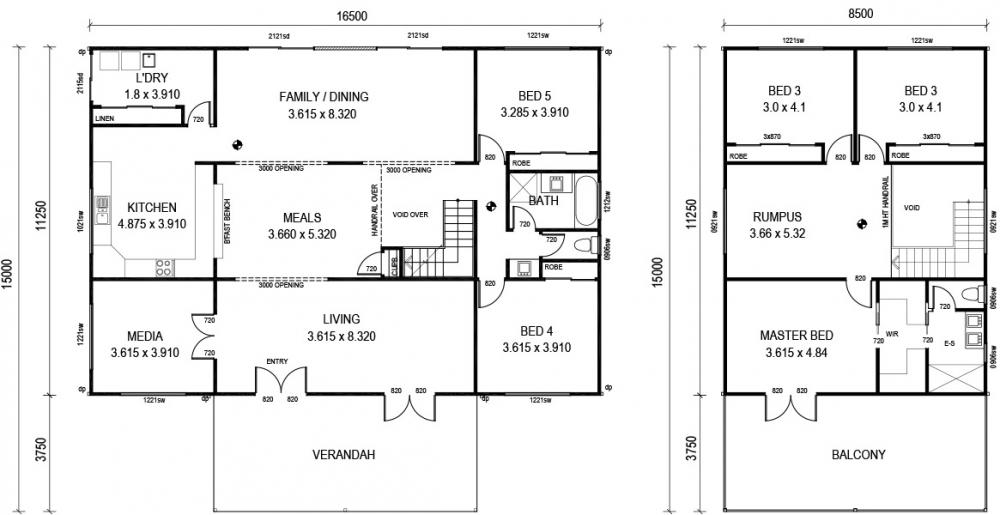 16500
8500
2121sd
2121sd
1221sw
1221sw
1221sw
dp
dp
L'DRY
1.8 x 3.910
2115sd
LINEN
720
FAMILY / DINING
3.615 x 8.320
BED 5
3.285 x 3.910
820
ROBE
3000 OPENING
3000 OPENING
KITCHEN
4.875 x 3.910
1021sw
B'FAST BENCH
MEALS
3.660 x 5.320
HANDRAIL OVER
VOID OVER
720
CUPB.
BATH
720
1212sw
720
0906sw
ROBE
820
3000 OPENING
11250
15000
MEDIA
3.615 x 3.910
1221sw
720
720
LIVING
3.615 x 8.320
ENTRY
820
820
820
820
BED 4
3.615 x 3.910
dp
1221sw
dp
dp
1221sw
3750
VERANDAH
BED 3
3.0 x 4.1
BED 3
3.0 x 4.1
3x870
3x870
ROBE
820
820
ROBE
RUMPUS
3.66 x 5.32
0921sw
1M HT HANDRAIL
VOID
0921sw
11250
15000
820
MASTER BED
3.615 x 4.84
720
WIR
720
720
E-S
0906sw
0906sw
820
820
3750
BALCONY